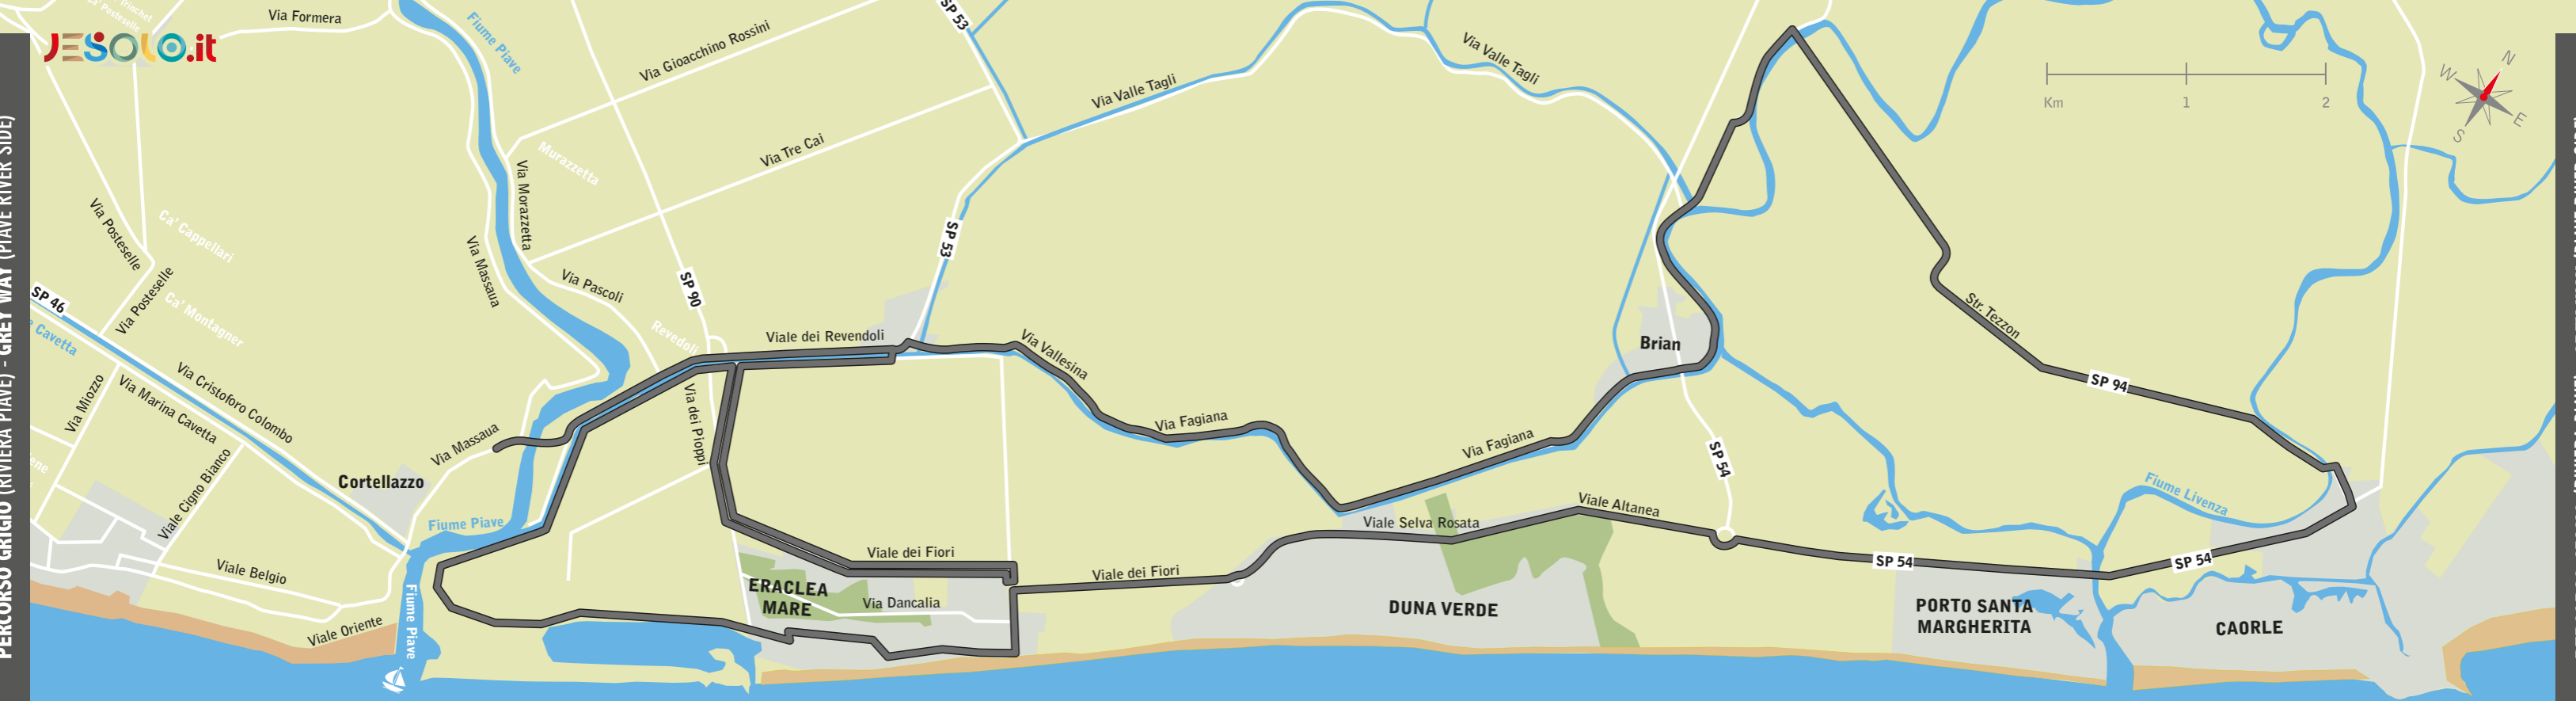 JESOLO.it
PERCORSO GRIGIO (RIVIERA PIAVE) - GREY WAY (PIAVE RIVER SIDE)
Via Formera
Fiume Piave
Via Gioacchino Rossini
SP 53
Via Valle Tagli
Via Valle Tagli
Km 1 2
N
W
E
S
Via Tre Cai
Murazzetta
Via Morazzetta
Via Posteselle
Ca' Cappellari
Via Massaua
SP 53
Via Pascoli
SP 90
Via Posteselle
Ca' Montagner
SP 46
Cavetta
Revedoli
Viale dei Revendoli
Via Vallesina
Brian
Str. Tezzon
SP 94
Via Cristoforo Colombo
Via Miozzo
Via Marina Cavetta
Via dei Pioppi
Via Fagiana
Via Fagiana
SP 54
Via Massaua
Cortellazzo
Viale Cigno Bianco
Fiume Piave
Viale Altanea
Fiume Livenza
Viale Selva Rosata
Viale dei Fiori
Viale dei Fiori
SP 54
SP 54
Viale Belgio
ERACLEA
MARE
Via Dancalia
DUNA VERDE
PORTO SANTA
MARGHERITA
CAORLE
Fiume Piave
Viale Oriente